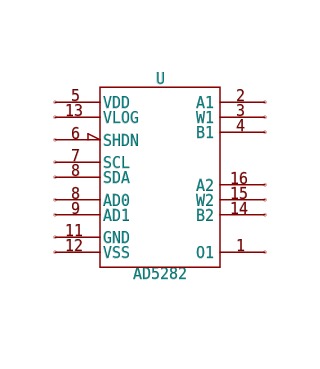 U
5 VDD A1 2
13 VLOG W1 3
B1 4
6 SHDN
7 SCL
8 SDA A2 16
8 AD0 W2 15
9 AD1 B2 14
11 GND
12 VSS O1 1
AD5282